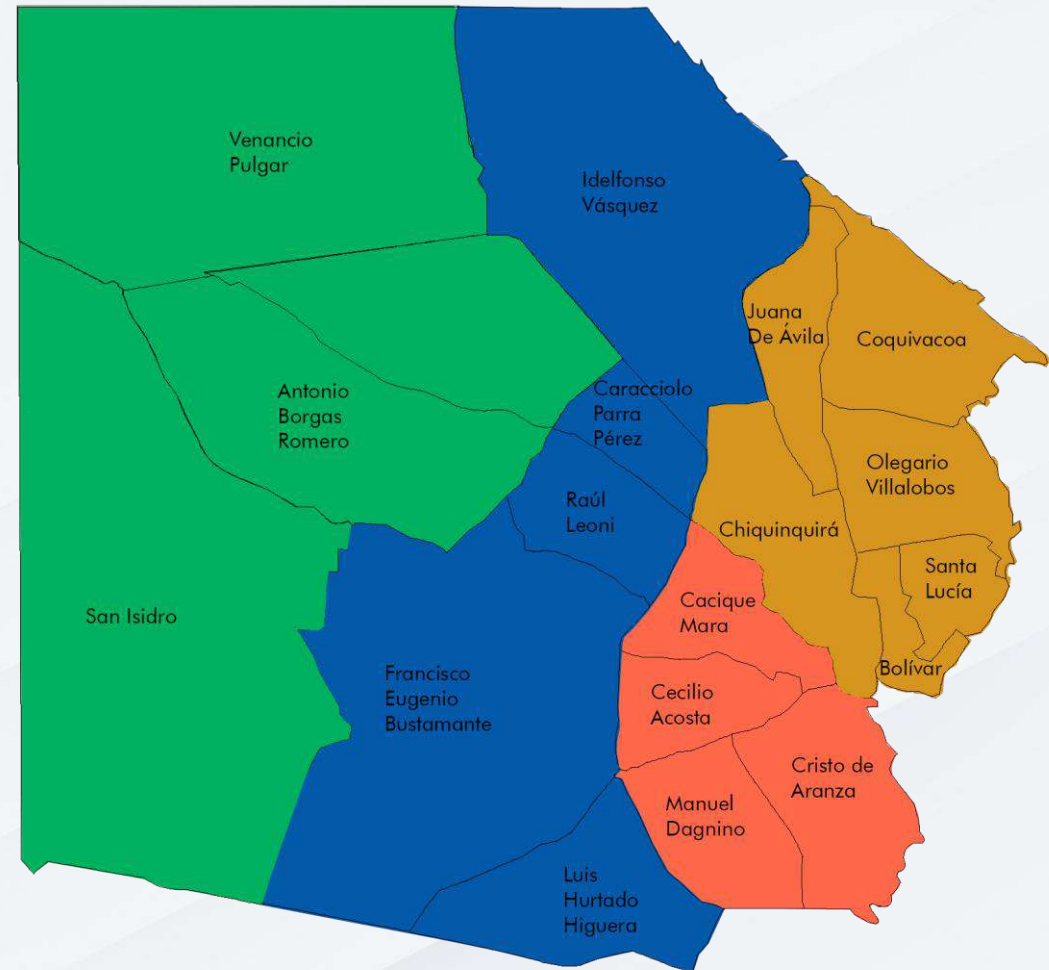 Venancio
Pulgar
Idelfonso
Vásquez
Juana
De Ávila
Coquivacoa
Antonio
Borgas
Romero
Caracciolo
Parra
Pérez
Olegario
Villalobos
Raúl
Leoni
Chiquinquirá
Santa
Lucía
San Isidro
Cacique
Mara
Bolívar
Francisco
Eugenio
Bustamante
Cecilio
Acosta
Cristo de
Aranza
Manuel
Dagnino
Luis
Hurtado
Higuera